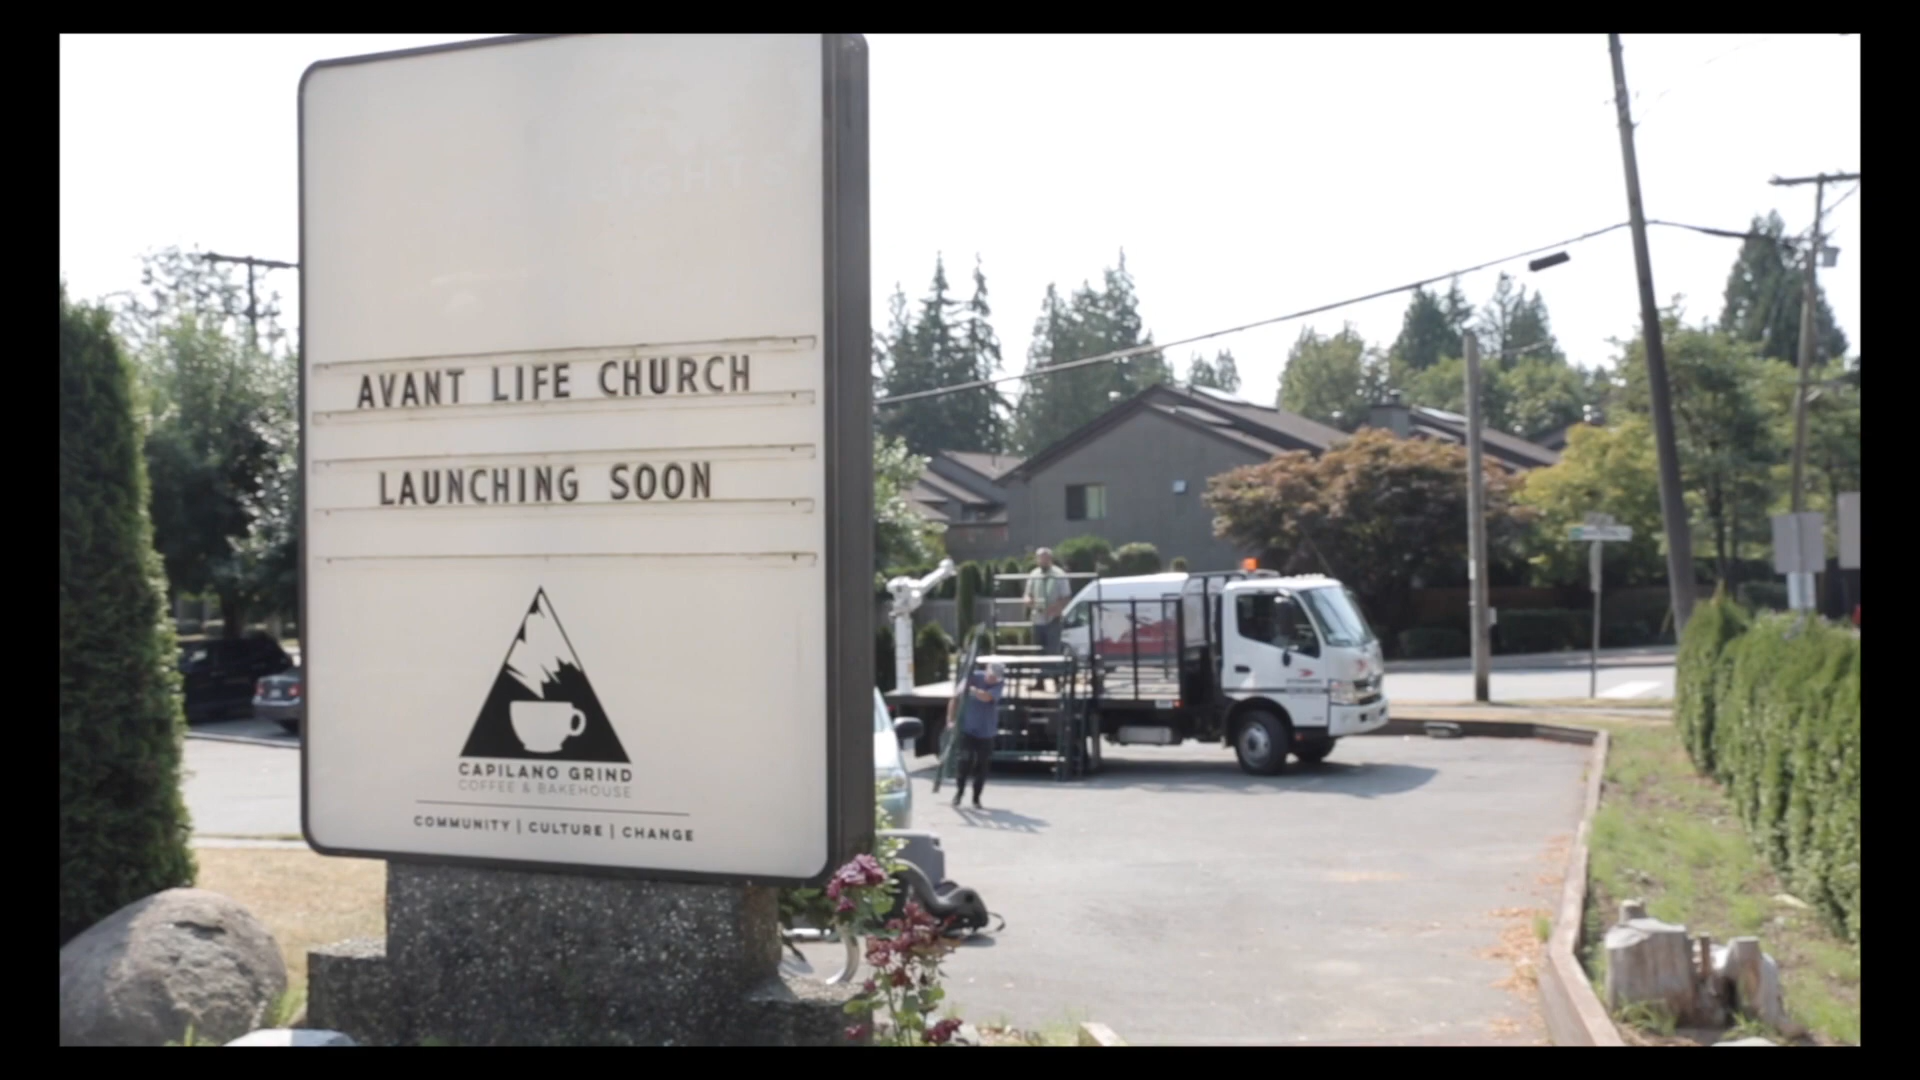 AVANT LIFE CHURCH
LAUNCHING SOON
CAPILANO GRIND
COFFEE & BAKEHOUSE
COMMUNITY | CULTURE | CHANGE